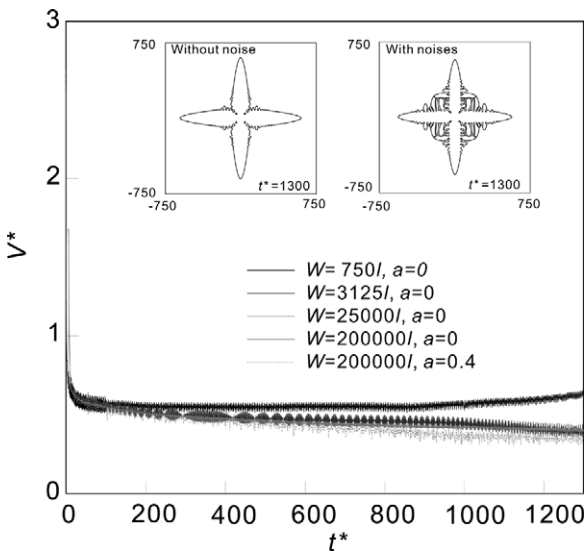 3
750
Without noise
With noises
750
-750
t*=1300
-750
t*=1300
-750
750
-750
750
2
V*
W= 750l, a=0
W=3125l, a=0
W=25000l, a=0
W=200000l, a=0
W=200000l, a=0.4
1
0
0
200
400
600
800
1000
1200
t*